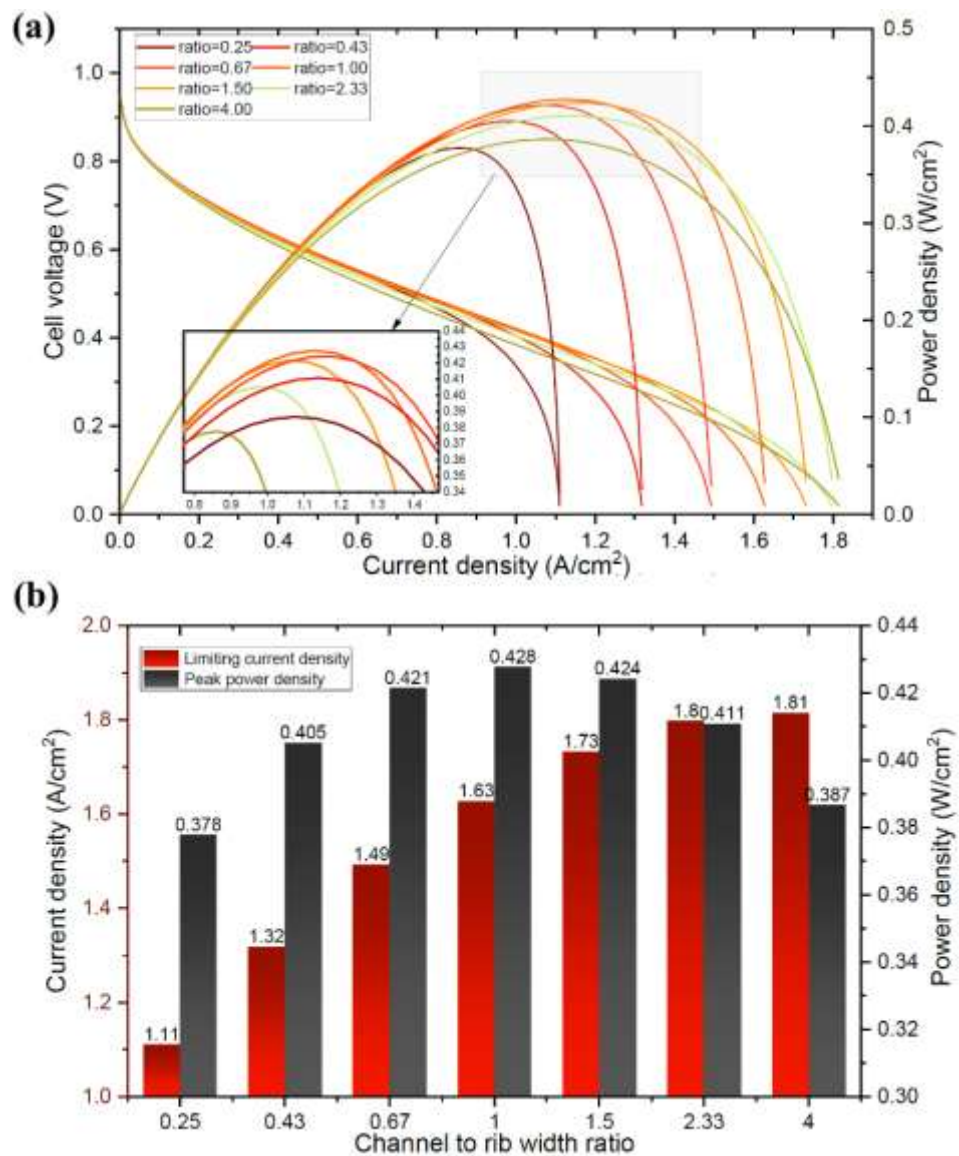 (a)
ratio=0.25 ratio=0.43
ratio=0.67 ratio=1.00
ratio=1.50 ratio=2.33
ratio=4.00
Cell voltage (V)
1.0
0.8
0.6
0.4
0.2
0.0
Power density (W/cm²)
0.5
0.4
0.3
0.2
0.1
0.0
0.44
0.43
0.42
0.41
0.40
0.39
0.38
0.37
0.36
0.35
0.34
0.8 0.9 1.0 1.1 1.2 1.3 1.4
0.0 0.2 0.4 0.6 0.8 1.0 1.2 1.4 1.6 1.8
Current density (A/cm²)
(b)
Limiting current density
Peak power density
Current density (A/cm²)
2.0
1.8
1.6
1.4
1.2
1.0
Power density (W/cm²)
0.44
0.42
0.40
0.38
0.36
0.34
0.32
0.30
1.11 0.378 1.32 0.405 1.49 0.421 1.63 0.428 1.73 0.424 1.8 0.411 1.81 0.387
0.25 0.43 0.67 1 1.5 2.33 4
Channel to rib width ratio